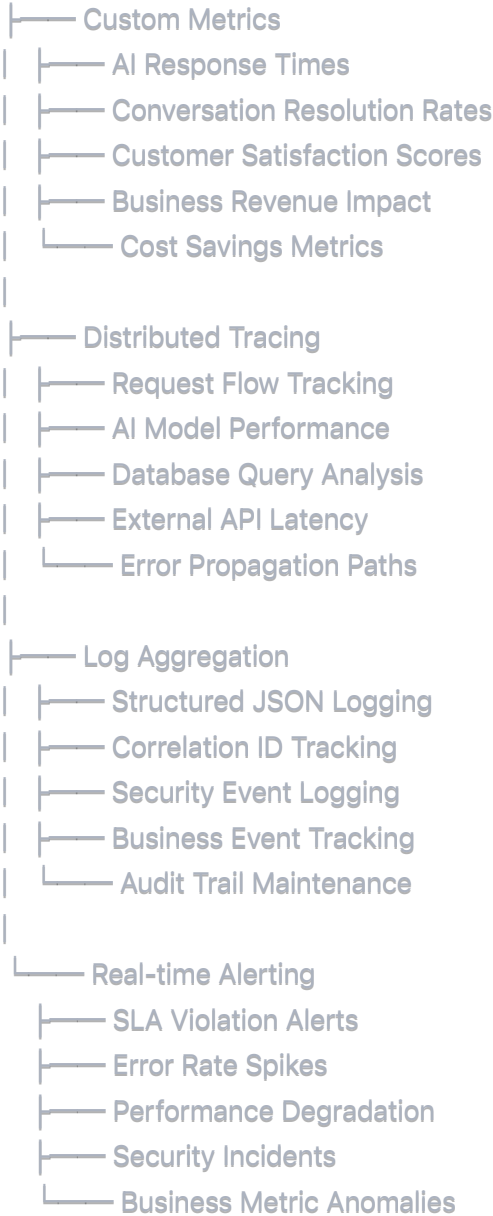 ├── Custom Metrics
│ ├── AI Response Times
│ ├── Conversation Resolution Rates
│ ├── Customer Satisfaction Scores
│ ├── Business Revenue Impact
│ └── Cost Savings Metrics
│
├── Distributed Tracing
│ ├── Request Flow Tracking
│ ├── AI Model Performance
│ ├── Database Query Analysis
│ ├── External API Latency
│ └── Error Propagation Paths
│
├── Log Aggregation
│ ├── Structured JSON Logging
│ ├── Correlation ID Tracking
│ ├── Security Event Logging
│ ├── Business Event Tracking
│ └── Audit Trail Maintenance
│
└── Real-time Alerting
├── SLA Violation Alerts
├── Error Rate Spikes
├── Performance Degradation
├── Security Incidents
└── Business Metric Anomalies